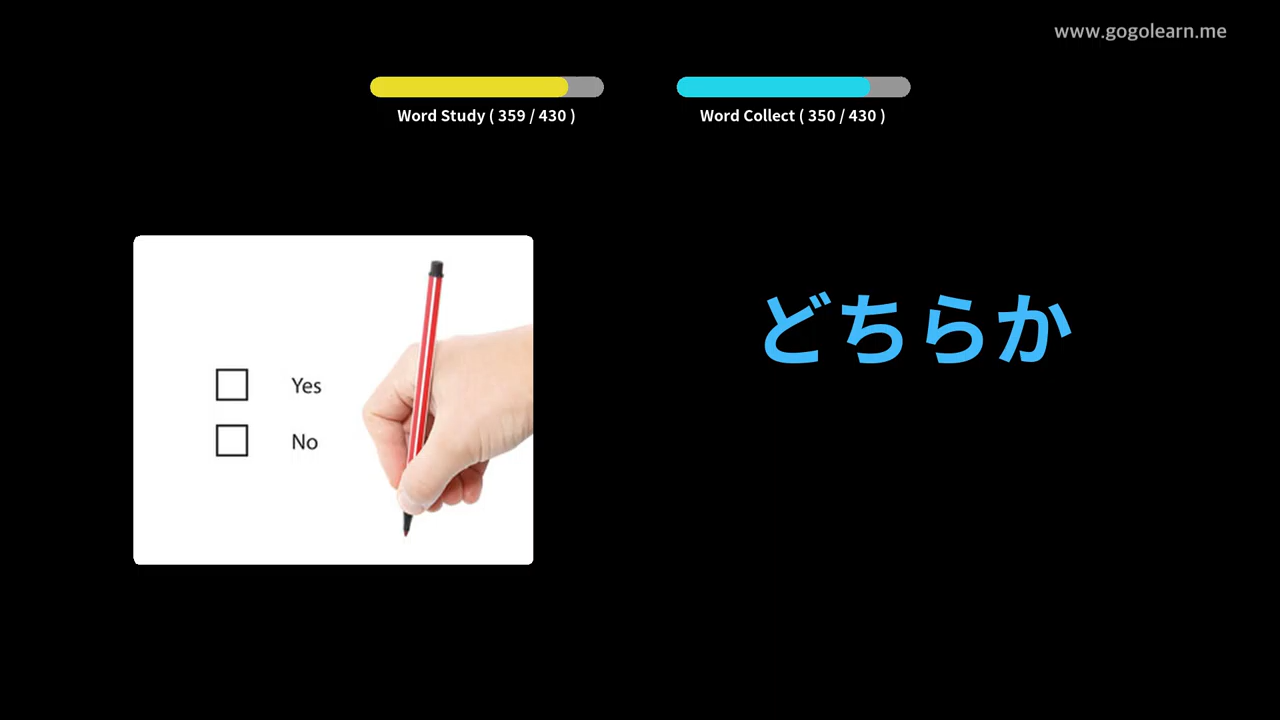 www.gogolearn.me
Word Study ( 359 / 430 )
Word Collect ( 350 / 430 )
どちらか
Yes
No